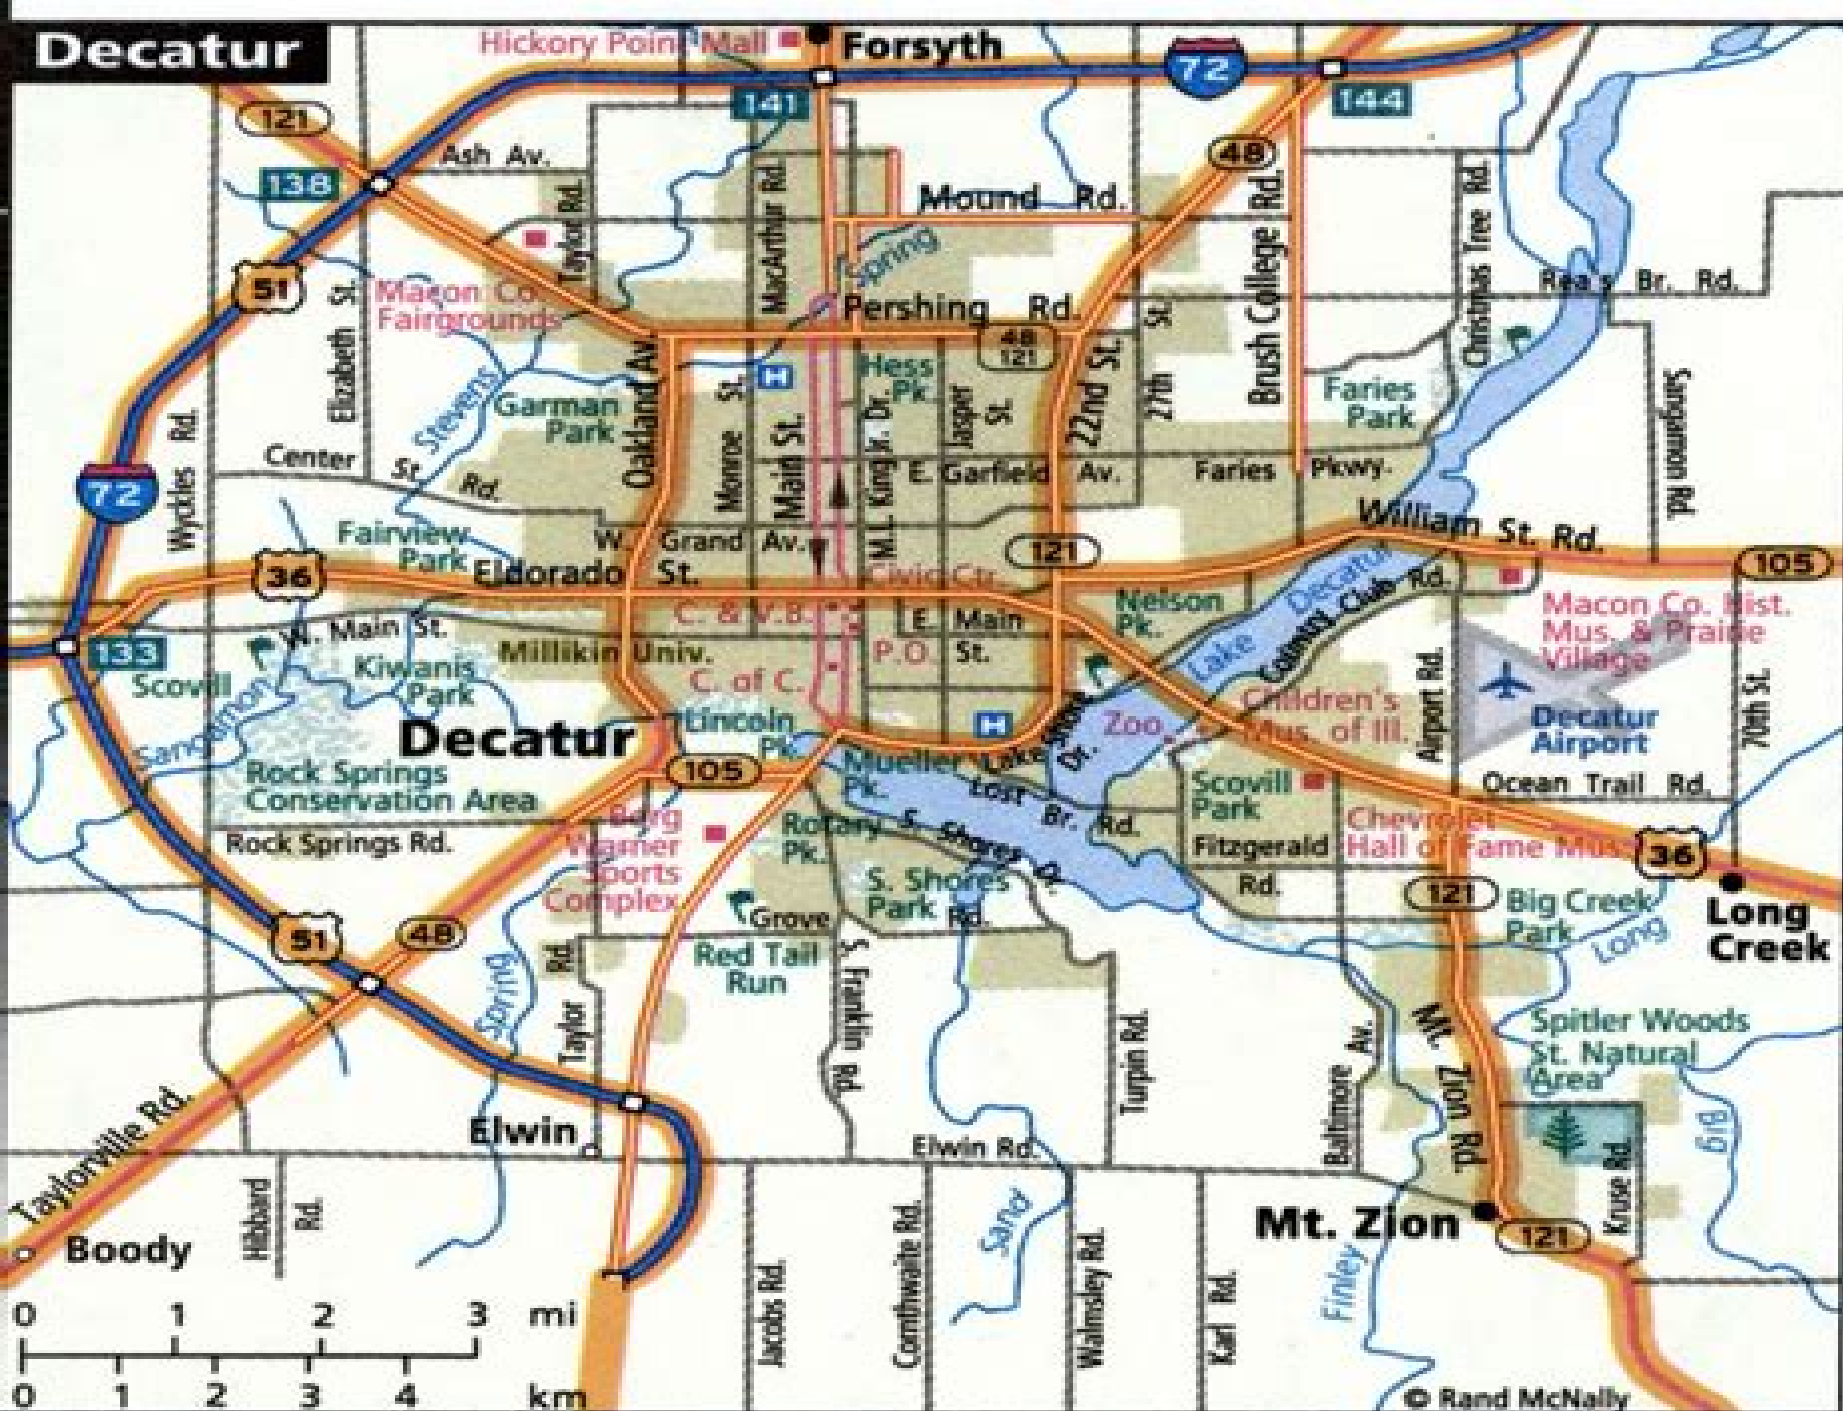 Decatur
Hickory Point Mall
Forsyth
72
141
144
121
Ash Av.
48
138
Taylor Rd.
MacArthur Rd.
Mound Rd.
Brush College Rd.
Christmas Tree Rd.
Spring
51
Elizabeth St.
Macon Co.
Fairgrounds
Pershing Rd.
Rea's Br. Rd.
48
121
Stevens
Garman
Park
Oakland Av.
Monroe St.
H
Main St.
Hess
Pk.
M.L. King Jr. Dr.
Jasper St.
22nd St.
27th St.
Faries
Park
Sangamon Rd.
Wyckles Rd.
Center St. Rd.
E. Garfield Av.
Faries Pkwy.
72
Fairview
Park
W. Grand Av.
121
William St. Rd.
105
36
Eldorado St.
Civic Ctr.
C. & V.B.
E. Main
St.
Nelson
Pk.
Lake Decatur
Country Club Rd.
Macon Co. Hist.
Mus. & Prairie
Village
133
W. Main St.
Scovill
Kiwanis
Park
Millikin Univ.
P.O.
C. of C.
Sangamon
Decatur
Lincoln
Pk.
H
Lake Shore Dr.
Zoo
Children's
Mus. of Ill.
Airport Rd.
Decatur
Airport
70th St.
Rock Springs
Conservation Area
105
Mueller
Pk.
Lost Br. Rd.
Scovill
Park
Ocean Trail Rd.
Rock Springs Rd.
Borg
Warner
Sports
Complex
Rotary
Pk.
S. Shores Dr.
Fitzgerald
Rd.
Chevrolet
Hall of Fame Mus.
36
S. Shores
Park
Grove Rd.
121
Big Creek
Park
Long
Long
Creek
51
48
Red Tail
Run
Spring
Taylor Rd.
S. Franklin Rd.
Turpin Rd.
Baltimore Av.
Mt. Zion Rd.
Spitler Woods
St. Natural
Area
Big
Taylorville Rd.
Elwin
Elwin Rd.
Kruse Rd.
Hibbard Rd.
Boody
Sand
Mt. Zion
121
Finley
Jacobs Rd.
Cornthwaite Rd.
Walmsley Rd.
Karl Rd.
0 1 2 3 mi
0 1 2 3 4 km
© Rand McNally